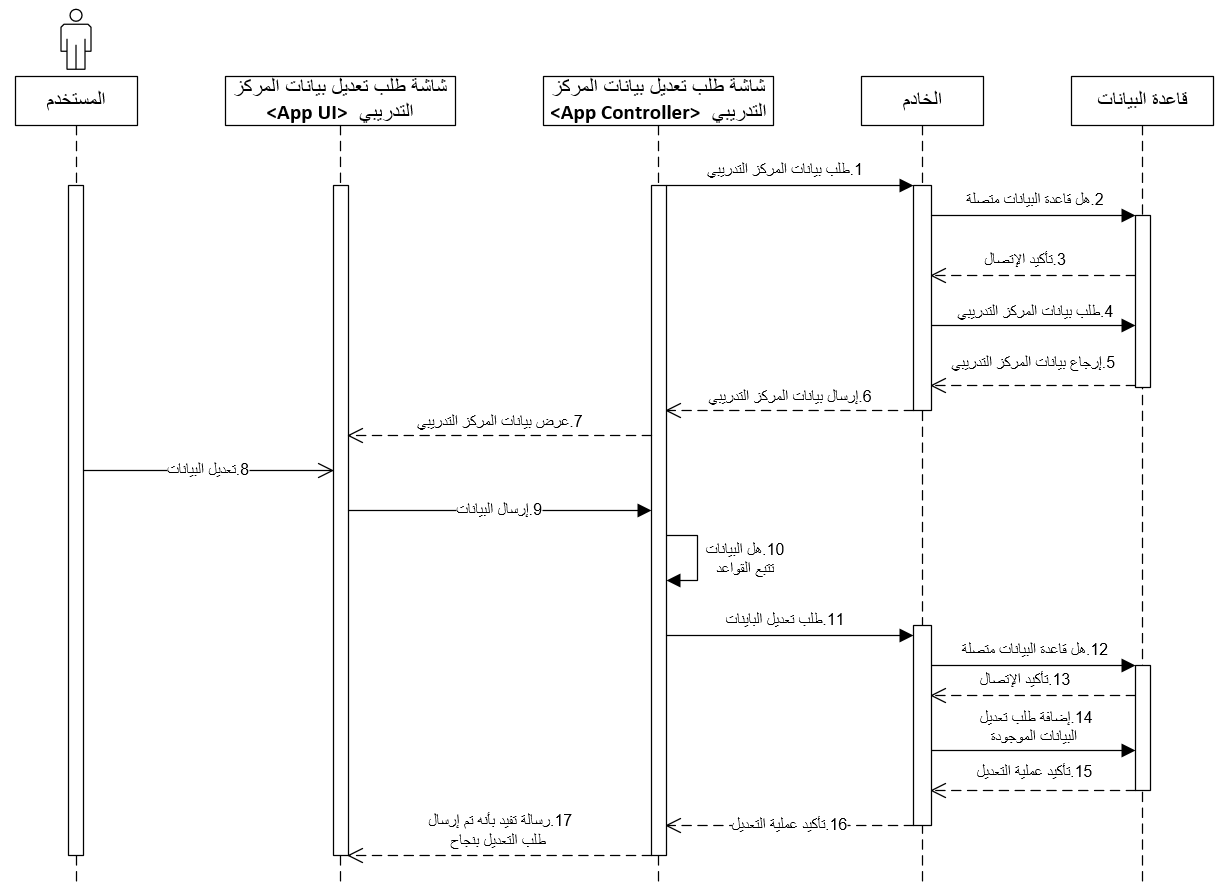 المستخدم
شاشة طلب تعديل بيانات المركز
التدريبي <App UI>
شاشة طلب تعديل بيانات المركز
التدريبي <App Controller>
الخادم
قاعدة البيانات
1.طلب بيانات المركز التدريبي
2.هل قاعدة البيانات متصلة
3.تأكيد الإتصال
4.طلب بيانات المركز التدريبي
5.إرجاع بيانات المركز التدريبي
6.إرسال بيانات المركز التدريبي
7.عرض بيانات المركز التدريبي
8.تعديل البيانات
9.إرسال البيانات
10.هل البيانات
تتبع القواعد
11.طلب تعديل الباينات
12.هل قاعدة البيانات متصلة
13.تأكيد الإتصال
14.إضافة طلب تعديل
البيانات الموجودة
15.تأكيد عملية التعديل
16.تأكيد عملية التعديل
17.رسالة تفيد بأنه تم إرسال
طلب التعديل بنجاح